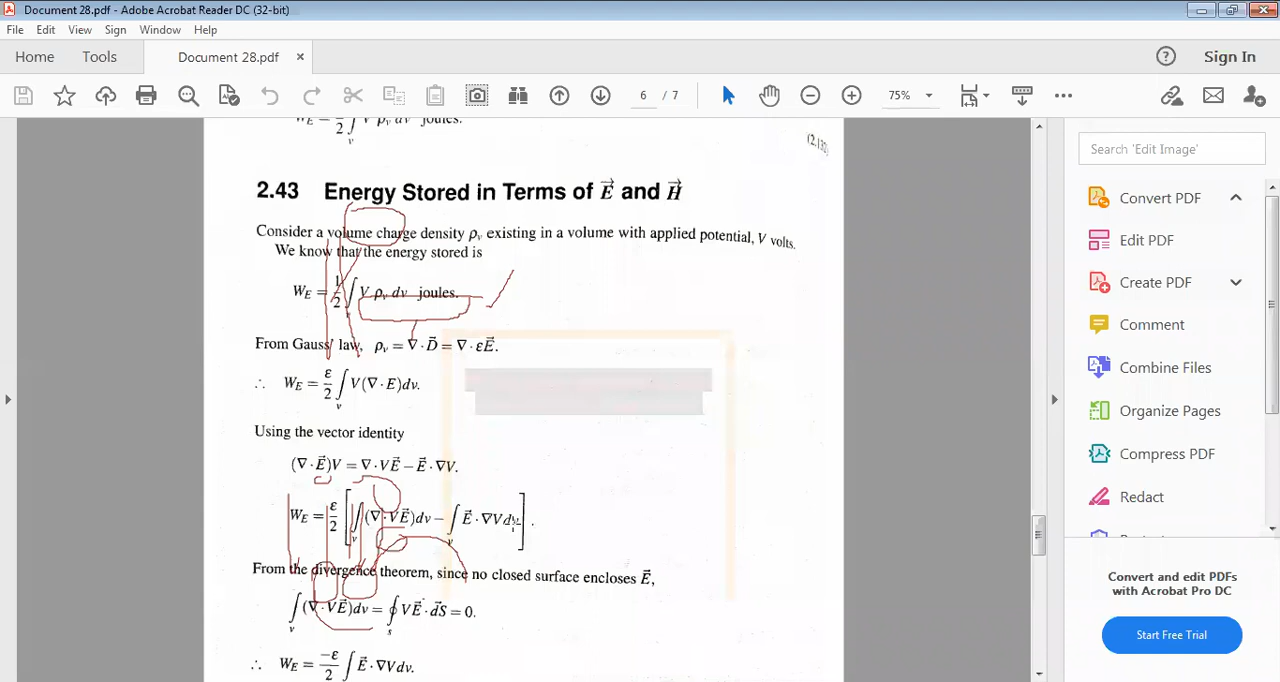 Document 28.pdf - Adobe Acrobat Reader DC (32-bit)
File Edit View Sign Window Help
Home Tools Document 28.pdf × ? Sign In
6 / 7 75%
W_E = 1/2 ∫_v V ρ_v dv joules.
(2.130)
2.43 Energy Stored in Terms of E⃗ and H⃗
Consider a volume charge density ρ_v existing in a volume with applied potential, V volts.
We know that the energy stored is
W_E = 1/2 ∫ V ρ_v dv joules.
From Gauss' law, ρ_v = ∇ · D⃗ = ∇ · εE⃗.
∴ W_E = ε/2 ∫_v V(∇ · E)dv.
Using the vector identity
(∇ · E⃗)V = ∇ · VE⃗ − E⃗ · ∇V.
W_E = ε/2 [∫_v (∇ · VE⃗)dv − ∫_v E⃗ · ∇Vdv].
From the divergence theorem, since no closed surface encloses E⃗,
∫_v (∇ · VE⃗)dv = ∮_s VE⃗ · dS⃗ = 0.
∴ W_E = −ε/2 ∫ E⃗ · ∇Vdv.
Search 'Edit Image'
Convert PDF
Edit PDF
Create PDF
Comment
Combine Files
Organize Pages
Compress PDF
Redact
Convert and edit PDFs
with Acrobat Pro DC
Start Free Trial